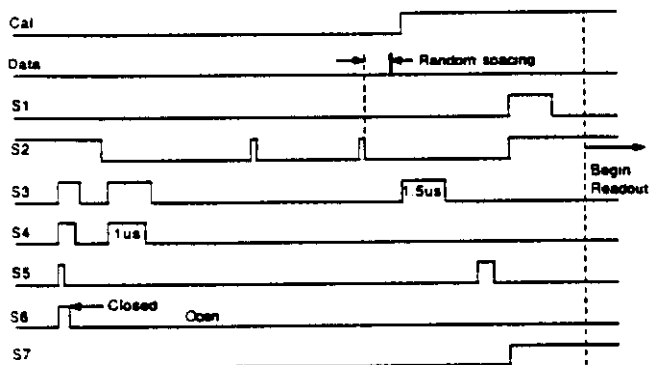 Cal
Data
Random spacing
S1
S2
Begin
Readout
S3
1.5us
S4
1us
S5
S6
Closed
Open
S7